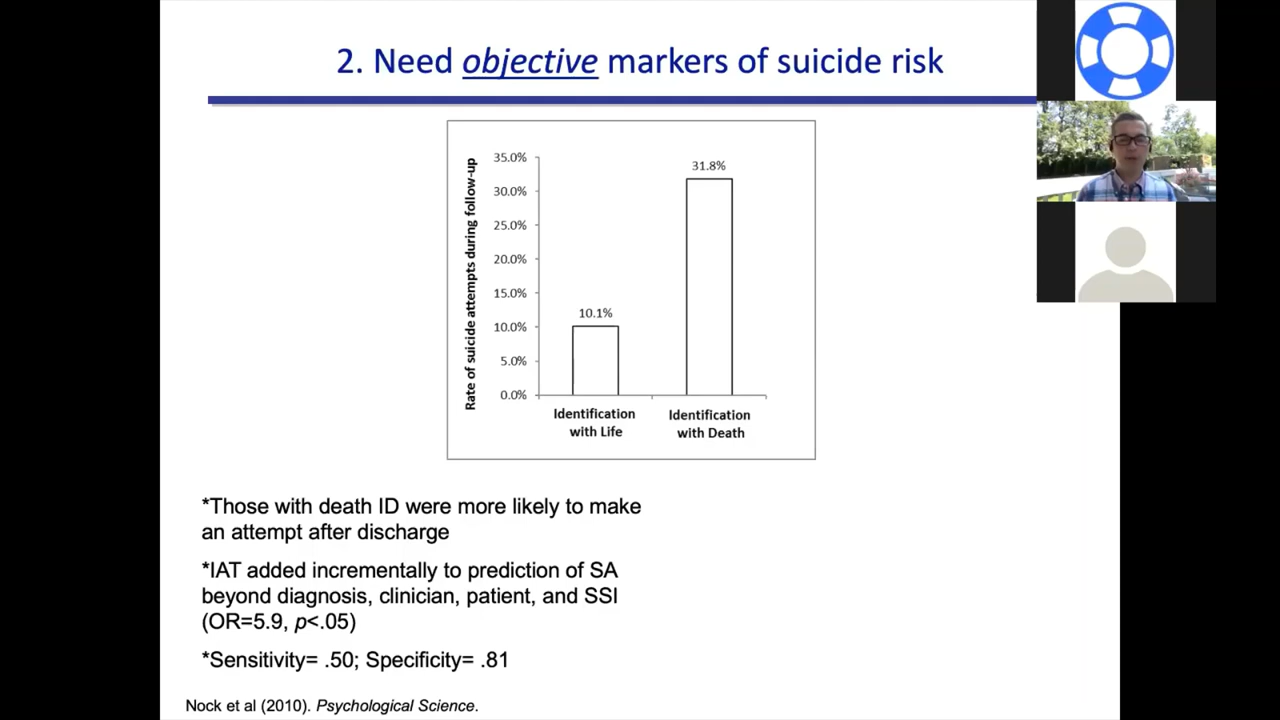 2. Need objective markers of suicide risk
Rate of suicide attempts during follow-up
35.0%
30.0%
25.0%
20.0%
15.0%
10.0%
5.0%
0.0%
10.1%
31.8%
Identification
with Life
Identification
with Death
*Those with death ID were more likely to make
an attempt after discharge
*IAT added incrementally to prediction of SA
beyond diagnosis, clinician, patient, and SSI
(OR=5.9, p<.05)
*Sensitivity= .50; Specificity= .81
Nock et al (2010). Psychological Science.